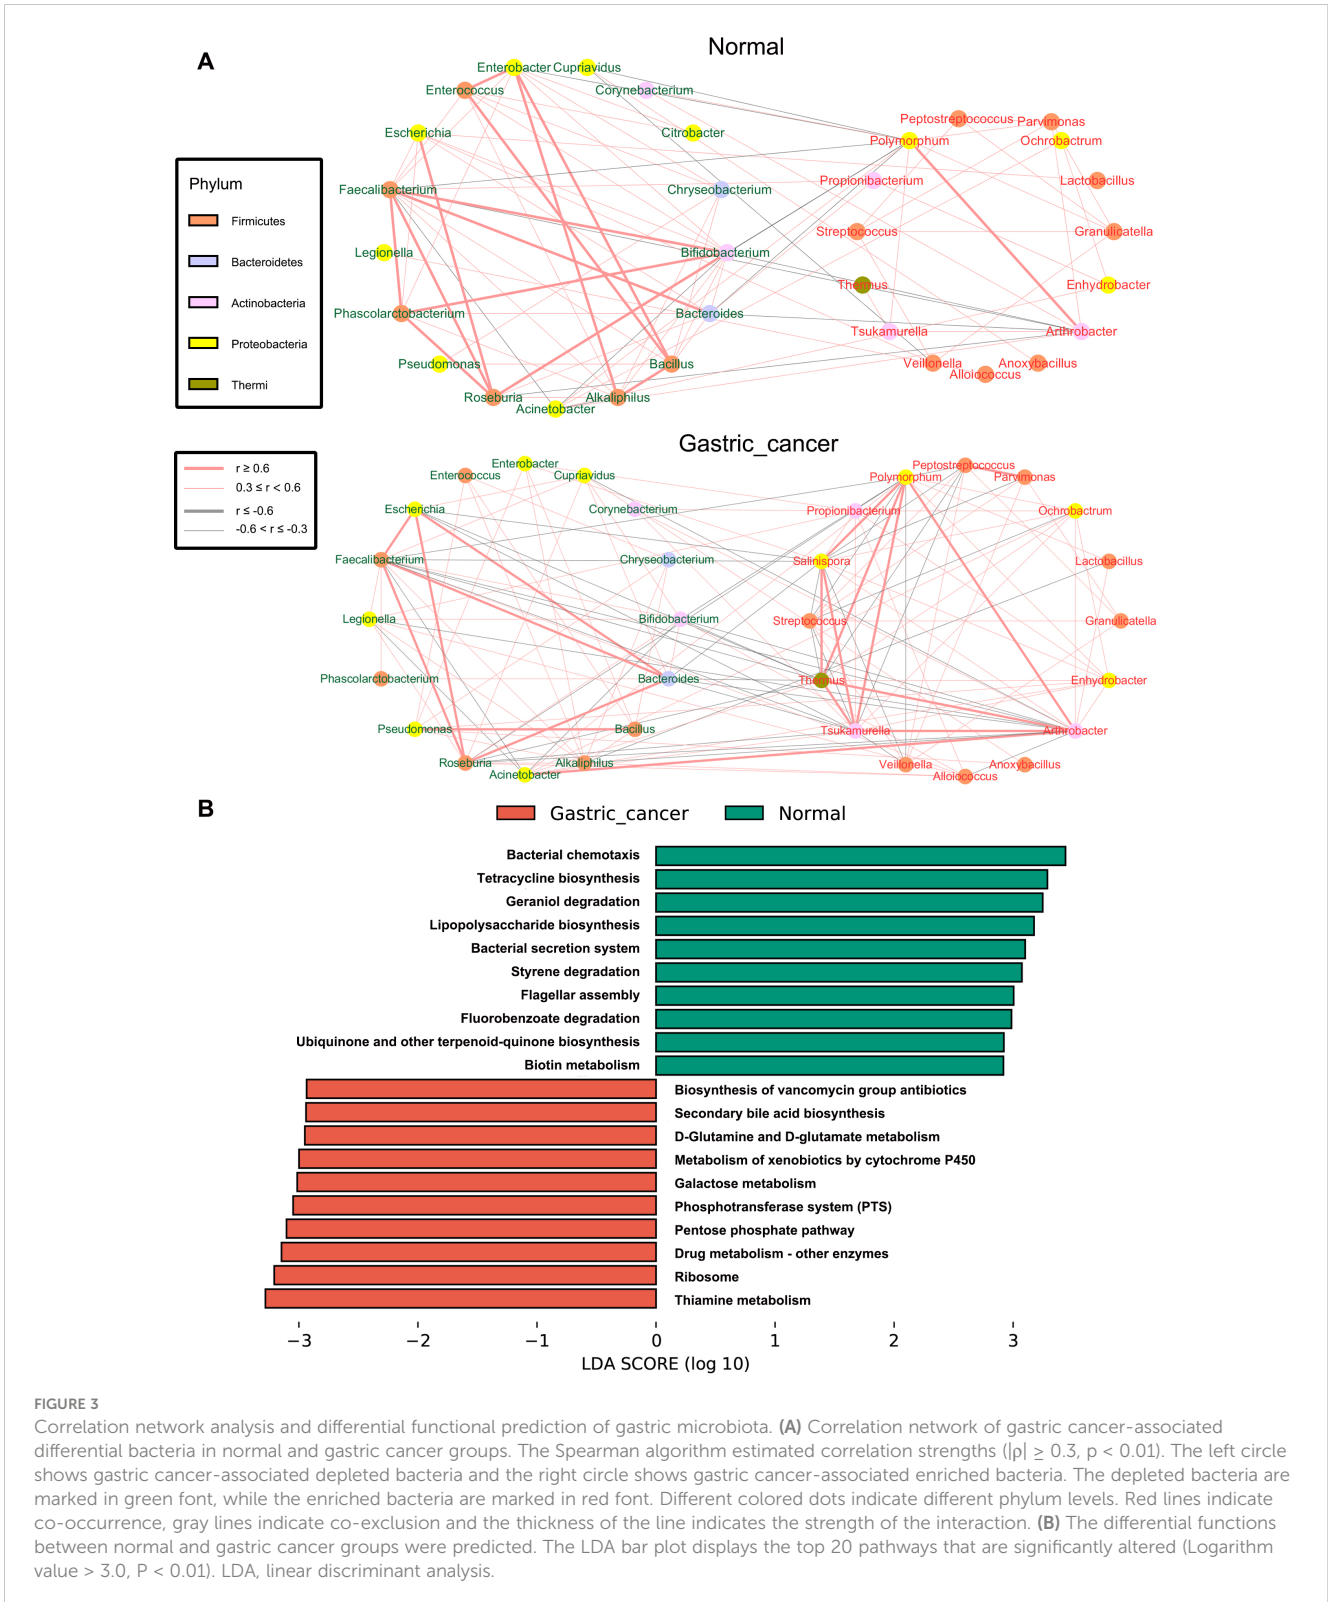 A
Normal
Enterobacter Cupriavidus
Enterococcus
Corynebacterium
Escherichia
Citrobacter
Faecalibacterium
Chryseobacterium
Legionella
Bifidobacterium
Phascolarctobacterium
Bacteroides
Pseudomonas
Bacillus
Roseburia
Alkaliphilus
Acinetobacter
Peptostreptococcus
Parvimonas
Polymorphum
Ochrobactrum
Propionibacterium
Lactobacillus
Streptococcus
Granulicatella
Thermus
Enhydrobacter
Tsukamurella
Arthrobacter
Veillonella
Anoxybacillus
Alloiococcus
Phylum
Firmicutes
Bacteroidetes
Actinobacteria
Proteobacteria
Thermi
Gastric_cancer
r ≥ 0.6
0.3 ≤ r < 0.6
r ≤ -0.6
-0.6 < r ≤ -0.3
Enterobacter
Enterococcus
Cupriavidus
Escherichia
Corynebacterium
Faecalibacterium
Chryseobacterium
Legionella
Bifidobacterium
Phascolarctobacterium
Bacteroides
Pseudomonas
Bacillus
Roseburia
Alkaliphilus
Acinetobacter
Peptostreptococcus
Polymorphum
Parvimonas
Propionibacterium
Ochrobactrum
Salinispora
Lactobacillus
Streptococcus
Granulicatella
Thermus
Enhydrobacter
Tsukamurella
Arthrobacter
Veillonella
Anoxybacillus
Alloiococcus
B
Gastric_cancer
Normal
Bacterial chemotaxis
Tetracycline biosynthesis
Geraniol degradation
Lipopolysaccharide biosynthesis
Bacterial secretion system
Styrene degradation
Flagellar assembly
Fluorobenzoate degradation
Ubiquinone and other terpenoid-quinone biosynthesis
Biotin metabolism
Biosynthesis of vancomycin group antibiotics
Secondary bile acid biosynthesis
D-Glutamine and D-glutamate metabolism
Metabolism of xenobiotics by cytochrome P450
Galactose metabolism
Phosphotransferase system (PTS)
Pentose phosphate pathway
Drug metabolism - other enzymes
Ribosome
Thiamine metabolism
−3 −2 −1 0 1 2 3
LDA SCORE (log 10)
FIGURE 3
Correlation network analysis and differential functional prediction of gastric microbiota. (A) Correlation network of gastric cancer-associated
differential bacteria in normal and gastric cancer groups. The Spearman algorithm estimated correlation strengths (|ρ| ≥ 0.3, p < 0.01). The left circle
shows gastric cancer-associated depleted bacteria and the right circle shows gastric cancer-associated enriched bacteria. The depleted bacteria are
marked in green font, while the enriched bacteria are marked in red font. Different colored dots indicate different phylum levels. Red lines indicate
co-occurrence, gray lines indicate co-exclusion and the thickness of the line indicates the strength of the interaction. (B) The differential functions
between normal and gastric cancer groups were predicted. The LDA bar plot displays the top 20 pathways that are significantly altered (Logarithm
value > 3.0, P < 0.01). LDA, linear discriminant analysis.